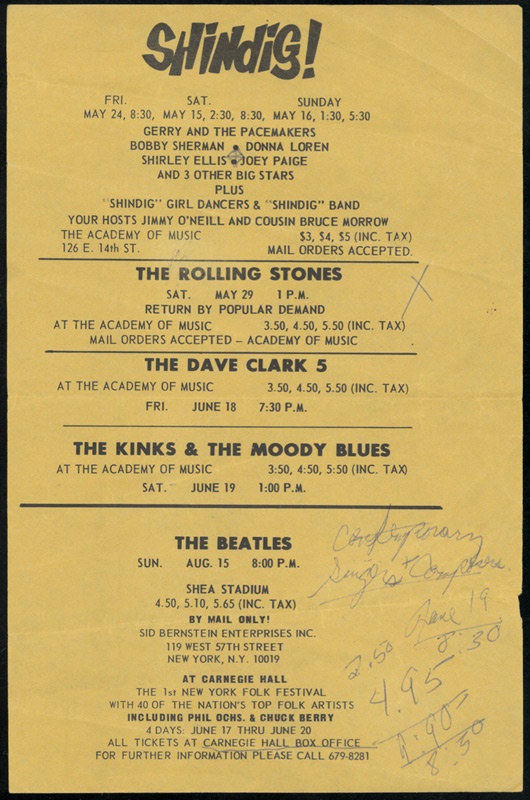 SHINDIG!
FRI. SAT. SUNDAY
MAY 24, 8:30, MAY 15, 2:30, 8:30, MAY 16, 1:30, 5:30
GERRY AND THE PACEMAKERS
BOBBY SHERMAN • DONNA LOREN
SHIRLEY ELLIS • JOEY PAIGE
AND 3 OTHER BIG STARS
PLUS
"SHINDIG" GIRL DANCERS & "SHINDIG" BAND
YOUR HOSTS JIMMY O'NEILL AND COUSIN BRUCE MORROW
THE ACADEMY OF MUSIC $3, $4, $5 (INC. TAX)
126 E. 14th ST. MAIL ORDERS ACCEPTED.
THE ROLLING STONES
SAT. MAY 29 1 P.M.
RETURN BY POPULAR DEMAND
AT THE ACADEMY OF MUSIC 3.50, 4.50, 5.50 (INC. TAX)
MAIL ORDERS ACCEPTED – ACADEMY OF MUSIC
X
THE DAVE CLARK 5
AT THE ACADEMY OF MUSIC 3.50, 4.50, 5.50 (INC. TAX)
FRI. JUNE 18 7:30 P.M.
THE KINKS & THE MOODY BLUES
AT THE ACADEMY OF MUSIC 3:50, 4:50, 5:50 (INC. TAX)
SAT. JUNE 19 1:00 P.M.
THE BEATLES
SUN. AUG. 15 8:00 P.M.
SHEA STADIUM
4.50, 5.10, 5.65 (INC. TAX)
BY MAIL ONLY!
SID BERNSTEIN ENTERPRISES INC.
119 WEST 57TH STREET
NEW YORK, N.Y. 10019
AT CARNEGIE HALL
THE 1st NEW YORK FOLK FESTIVAL
WITH 40 OF THE NATION'S TOP FOLK ARTISTS
INCLUDING PHIL OCHS. & CHUCK BERRY
4 DAYS: JUNE 17 THRU JUNE 20
ALL TICKETS AT CARNEGIE HALL BOX OFFICE
FOR FURTHER INFORMATION PLEASE CALL 679-8281
Contemporary
Singers + Composers.
June 19
2.50 8:30
4.95
8.50